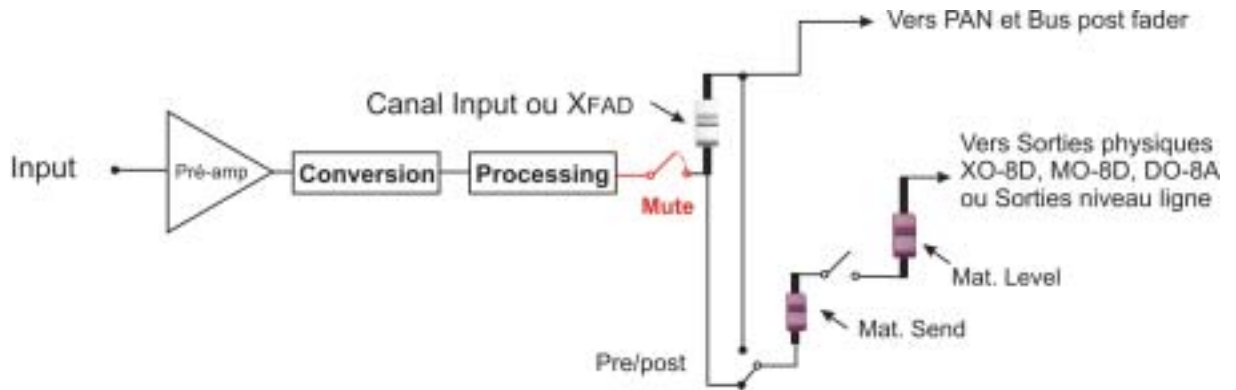 Vers PAN et Bus post fader
Canal Input ou XFAD
Input
Pré-amp
Conversion
Processing
Mute
Vers Sorties physiques
XO-8D, MO-8D, DO-8A
ou Sorties niveau ligne
Mat. Level
Mat. Send
Pre/post